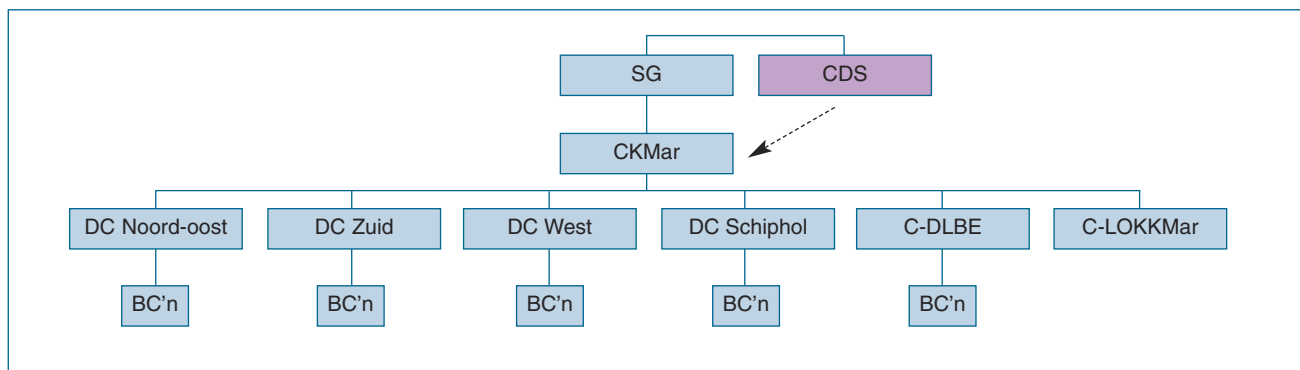 SG
CDS
CKMar
DC Noord-oost
DC Zuid
DC West
DC Schiphol
C-DLBE
C-LOKKMar
BC’n
BC’n
BC’n
BC’n
BC’n